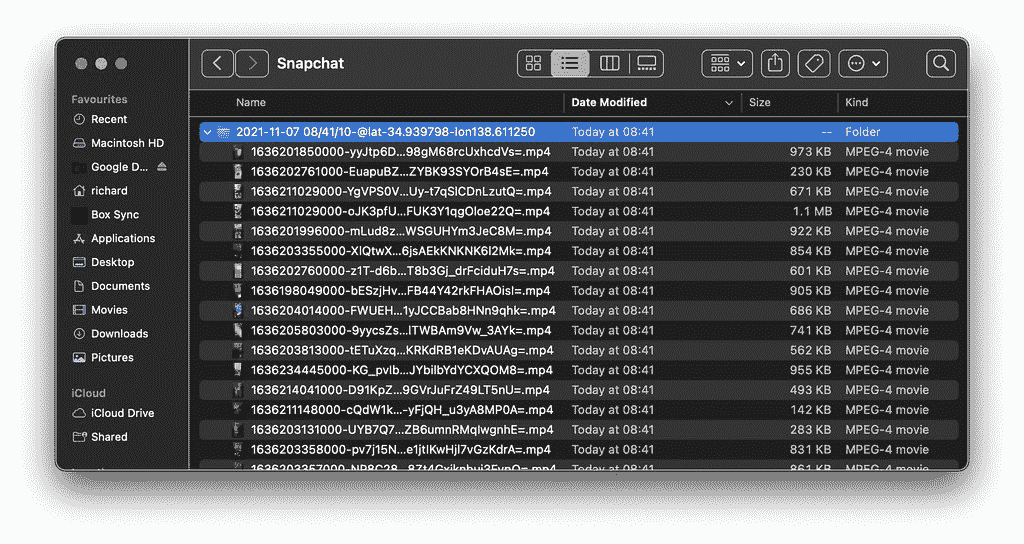 Snapchat
Favourites
Recent
Macintosh HD
Google D...
richard
Box Sync
Applications
Desktop
Documents
Movies
Downloads
Pictures
iCloud
iCloud Drive
Shared
Name Date Modified Size Kind
2021-11-07 08/41/10-@lat-34.939798-lon138.611250 Today at 08:41 -- Folder
1636201850000-yyJtp6D...98gM68rcUxhcdVs=.mp4 Today at 08:41 973 KB MPEG-4 movie
1636202761000-EuapuBZ...ZYBK93SYOrB4sE=.mp4 Today at 08:41 230 KB MPEG-4 movie
1636211029000-YgVPS0V...Uy-t7qSlCDnLzutQ=.mp4 Today at 08:41 671 KB MPEG-4 movie
1636211029000-oJK3pfU...FUK3Y1qgOloe22Q=.mp4 Today at 08:41 1.1 MB MPEG-4 movie
1636201996000-mLud8z...WSGUHYm3JeC8M=.mp4 Today at 08:41 922 KB MPEG-4 movie
1636203355000-XIQtwX...6jsAEkKNKNK6l2Mk=.mp4 Today at 08:41 854 KB MPEG-4 movie
1636202760000-z1T-d6b...T8b3Gj_drFciduH7s=.mp4 Today at 08:41 601 KB MPEG-4 movie
1636198049000-bESzjHv...FB44Y42rkFHAOisI=.mp4 Today at 08:41 905 KB MPEG-4 movie
1636204014000-FWUEH...1yJCCBab8HNn9qhk=.mp4 Today at 08:41 686 KB MPEG-4 movie
1636205803000-9yycsZs...lTWBAm9Vw_3AYk=.mp4 Today at 08:41 741 KB MPEG-4 movie
1636203813000-tETuXzq...KRKdRB1eKDvAUAg=.mp4 Today at 08:41 562 KB MPEG-4 movie
1636234445000-KG_pvIb...JYbilbYdYCXQOM8=.mp4 Today at 08:41 955 KB MPEG-4 movie
1636214041000-D91KpZ...9GVrJuFrZ49LT5nU=.mp4 Today at 08:41 493 KB MPEG-4 movie
1636211148000-cQdW1k...-yFjQH_u3yA8MP0A=.mp4 Today at 08:41 142 KB MPEG-4 movie
1636203131000-UYB7Q7...ZB6umnRMqlwgnhE=.mp4 Today at 08:41 283 KB MPEG-4 movie
1636203358000-pv7j15N...e1jtlKwHjl7vGzKdrA=.mp4 Today at 08:41 831 KB MPEG-4 movie
Today at 08:41 861 KB MPEG-4 movie